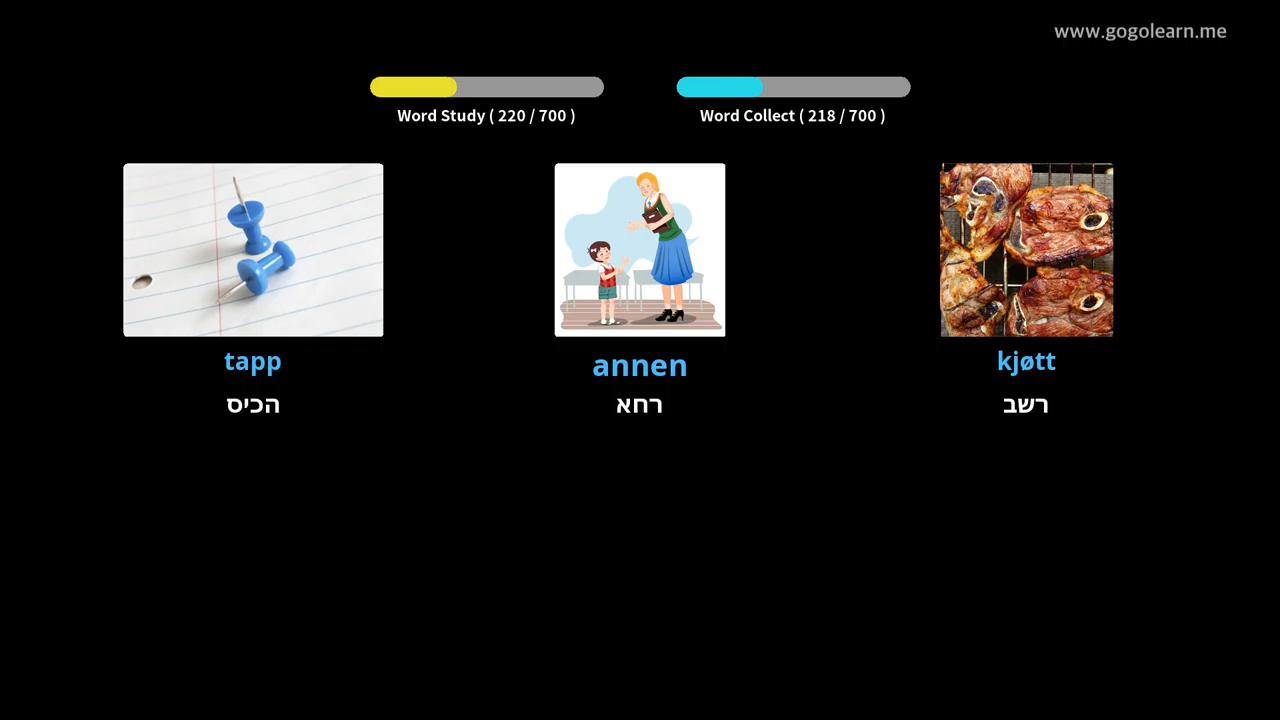 www.gogolearn.me
Word Study ( 220 / 700 )
Word Collect ( 218 / 700 )
tapp
annen
kjøtt
הכיס
רחא
רשב